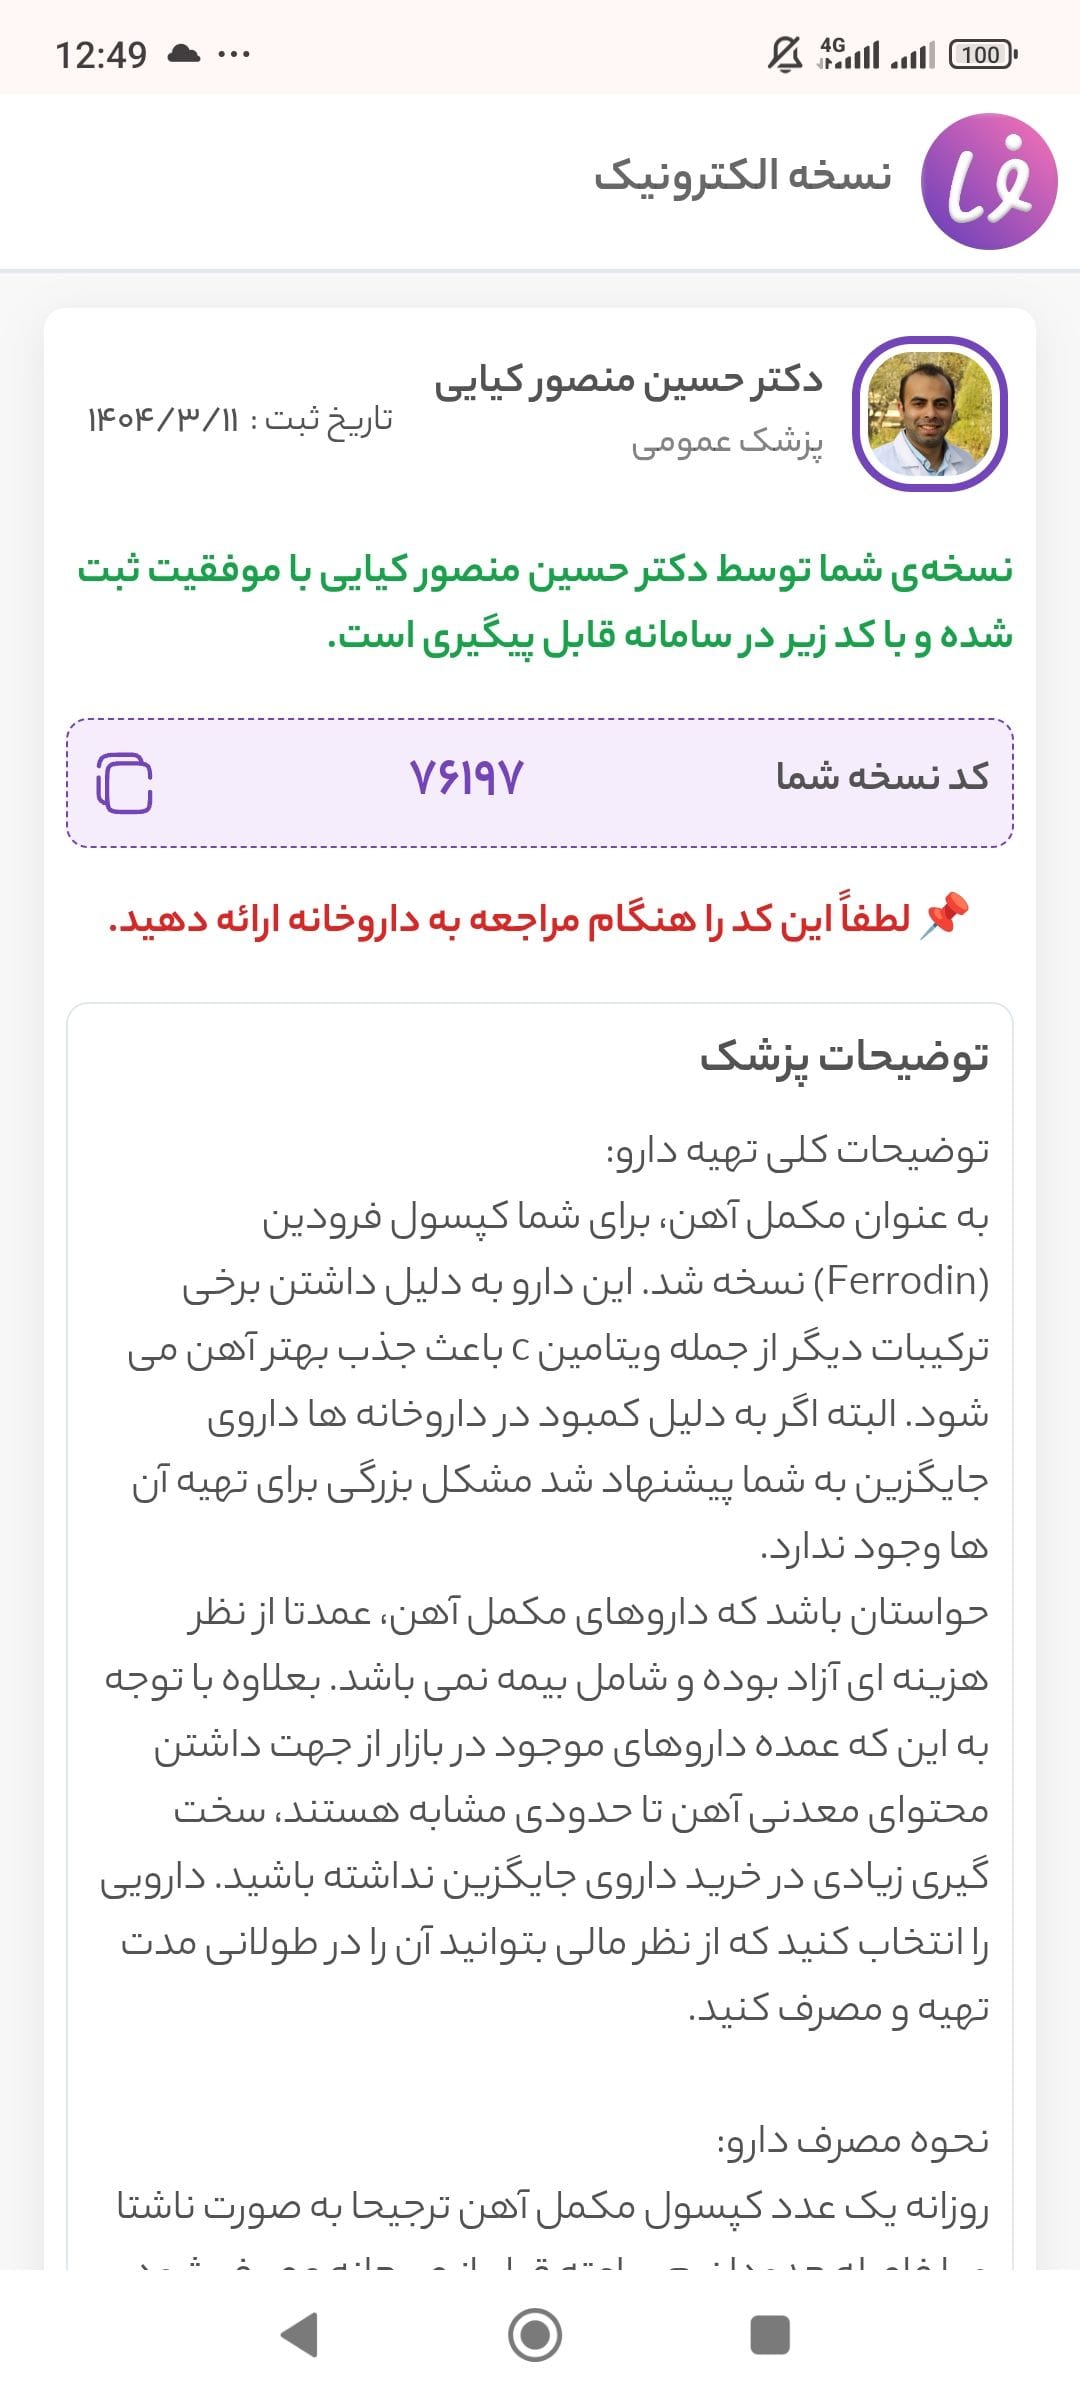 12:49
4G
100
فا
نسخه الکترونیک
دکتر حسین منصور کیایی
پزشک عمومی
تاریخ ثبت : ۱۴۰۴/۳/۱۱
نسخه‌ی شما توسط دکتر حسین منصور کیایی با موفقیت ثبت
شده و با کد زیر در سامانه قابل پیگیری است.
کد نسخه شما
۷۶۱۹۷
📌 لطفاً این کد را هنگام مراجعه به داروخانه ارائه دهید.
توضیحات پزشک
توضیحات کلی تهیه دارو:
به عنوان مکمل آهن، برای شما کپسول فرودین
(Ferrodin) نسخه شد. این دارو به دلیل داشتن برخی
ترکیبات دیگر از جمله ویتامین c باعث جذب بهتر آهن می
شود. البته اگر به دلیل کمبود در داروخانه ها داروی
جایگزین به شما پیشنهاد شد مشکل بزرگی برای تهیه آن
ها وجود ندارد.
حواستان باشد که داروهای مکمل آهن، عمدتا از نظر
هزینه ای آزاد بوده و شامل بیمه نمی باشد. بعلاوه با توجه
به این که عمده داروهای موجود در بازار از جهت داشتن
محتوای معدنی آهن تا حدودی مشابه هستند، سخت
گیری زیادی در خرید داروی جایگزین نداشته باشید. دارویی
را انتخاب کنید که از نظر مالی بتوانید آن را در طولانی مدت
تهیه و مصرف کنید.
نحوه مصرف دارو:
روزانه یک عدد کپسول مکمل آهن ترجیحا به صورت ناشتا